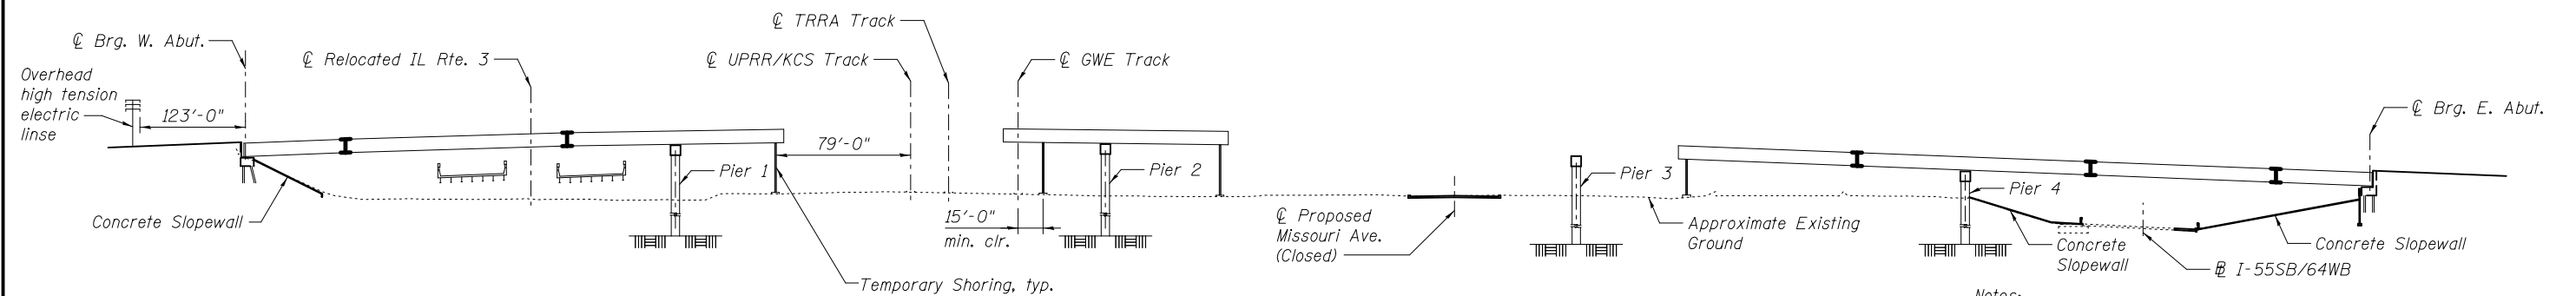 ℄ TRRA Track
℄ Brg. W. Abut.
℄ Relocated IL Rte. 3
℄ UPRR/KCS Track
℄ GWE Track
Overhead
high tension
electric
linse
123'-0"
℄ Brg. E. Abut.
79'-0"
Pier 1
Pier 2
Pier 3
Pier 4
Concrete Slopewall
15'-0"
min. clr.
℄ Proposed
Missouri Ave.
(Closed)
Approximate Existing
Ground
Concrete
Slopewall
Concrete Slopewall
I-55SB/64WB
Temporary Shoring, typ.
Notes: